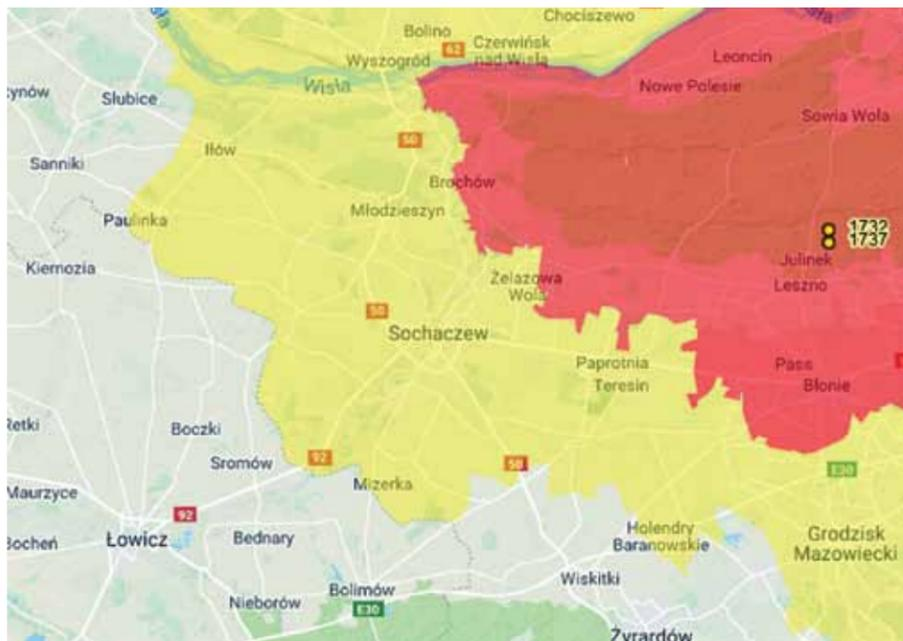 Chociszewo
Bolino
62
Czerwińsk
nad Wisłą
Wyszogród
Leoncin
Wisła
Nowe Polesie
Słubice
Sowia Wola
50
Iłów
Sanniki
Brochów
Młodzieszyn
Paulinka
1732
1737
Julinek
Kiernozia
Żelazowa
Wola
Leszno
50
Sochaczew
Paprotnia
Teresin
Pass
Błonie
Retki
Boczki
Sromów
92
50
E30
Mizerka
Maurzyce
92
Łowicz
Bednary
Bocheń
Holendry
Baranowskie
Grodzisk
Mazowiecki
Wiskitki
Bolimów
Nieborów
E30
Żyrardów